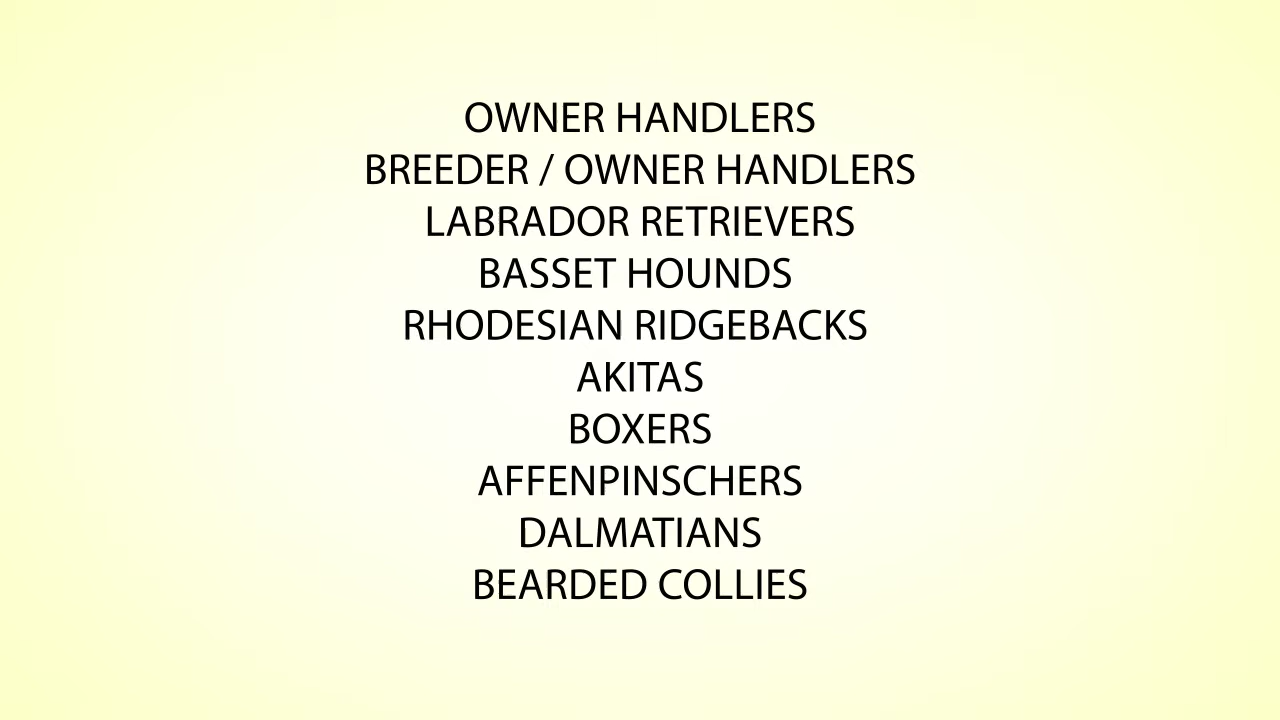 OWNER HANDLERS
BREEDER / OWNER HANDLERS
LABRADOR RETRIEVERS
BASSET HOUNDS
RHODESIAN RIDGEBACKS
AKITAS
BOXERS
AFFENPINSCHERS
DALMATIANS
BEARDED COLLIES